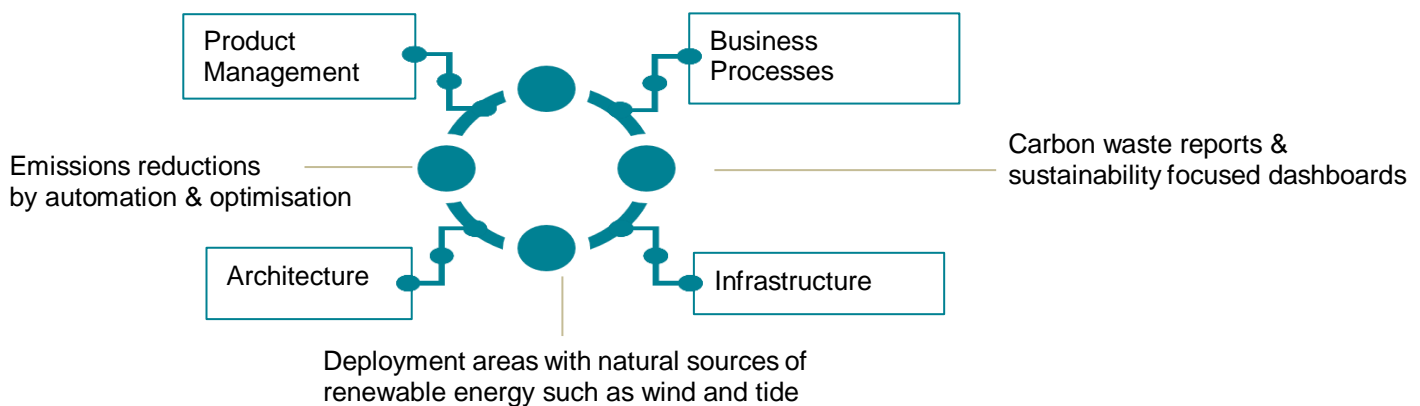 Product
Management
Business
Processes
Emissions reductions
by automation & optimisation
Carbon waste reports &
sustainability focused dashboards
Architecture
Infrastructure
Deployment areas with natural sources of
renewable energy such as wind and tide